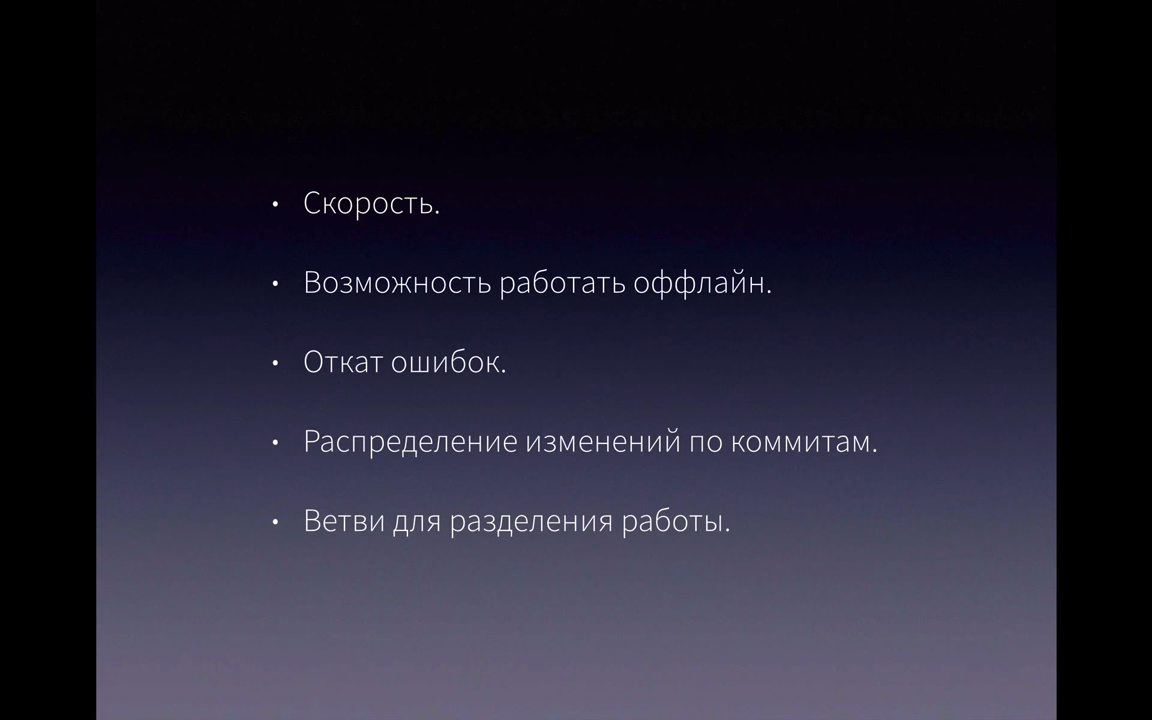 • Скорость.
• Возможность работать оффлайн.
• Откат ошибок.
• Распределение изменений по коммитам.
• Ветви для разделения работы.